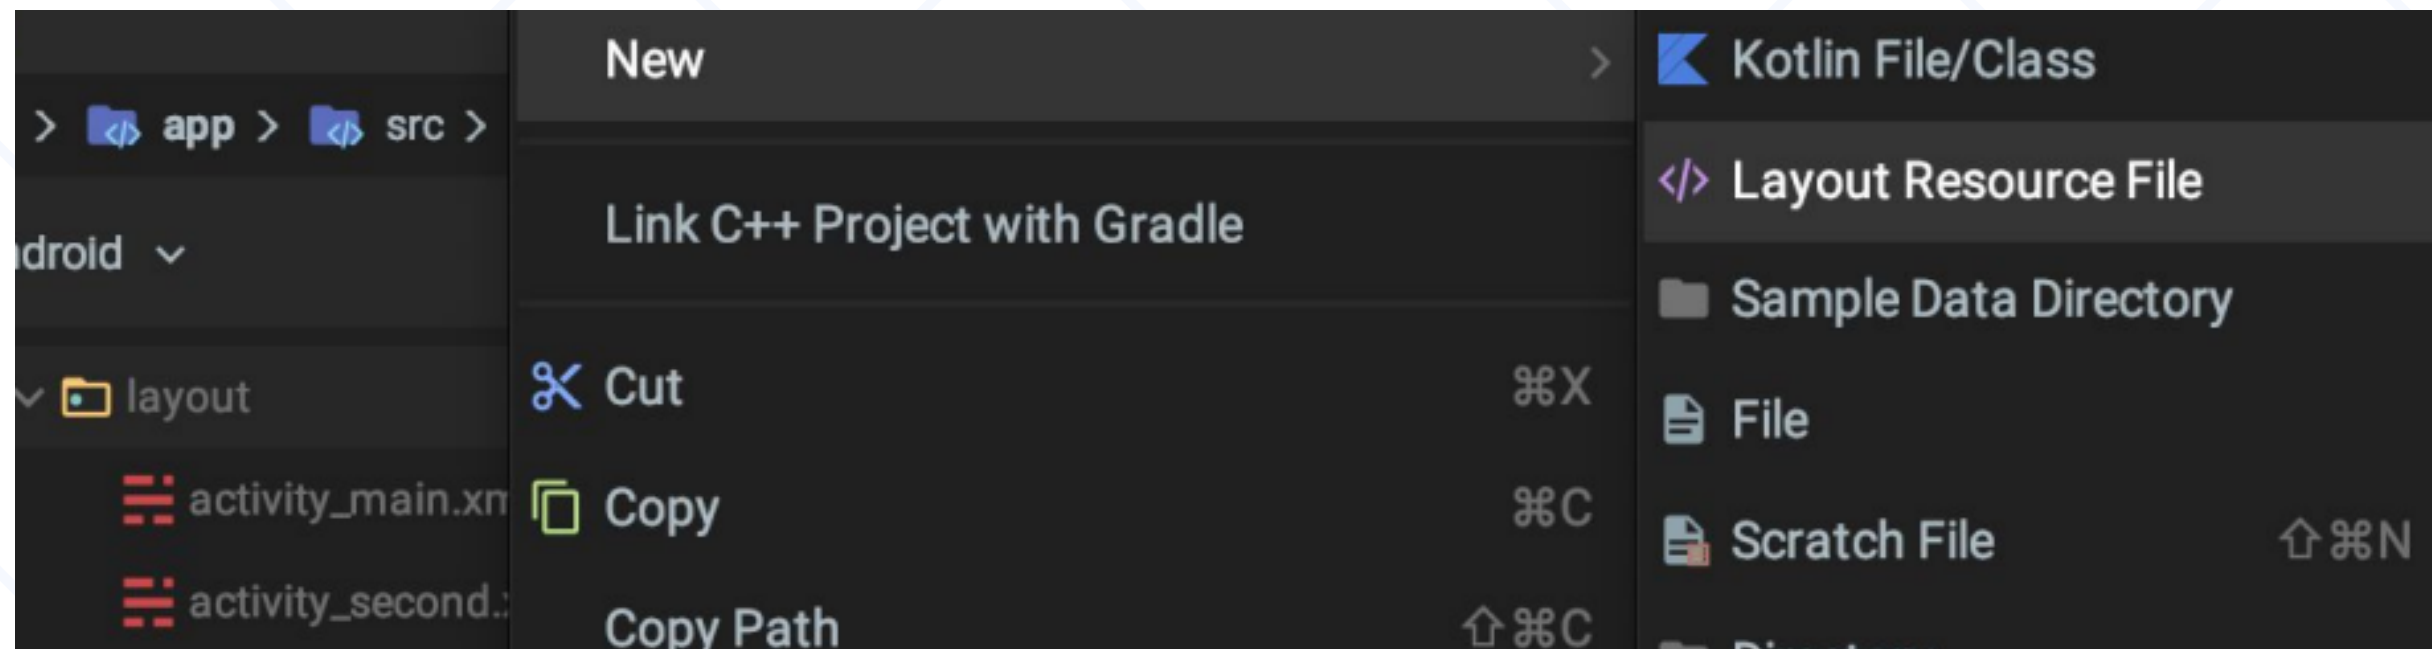 app
src
droid
layout
activity_main.xm
activity_second.
New
Link C++ Project with Gradle
Cut ⌘X
Copy ⌘C
Copy Path ⇧⌘C
Kotlin File/Class
Layout Resource File
Sample Data Directory
File
Scratch File ⇧⌘N